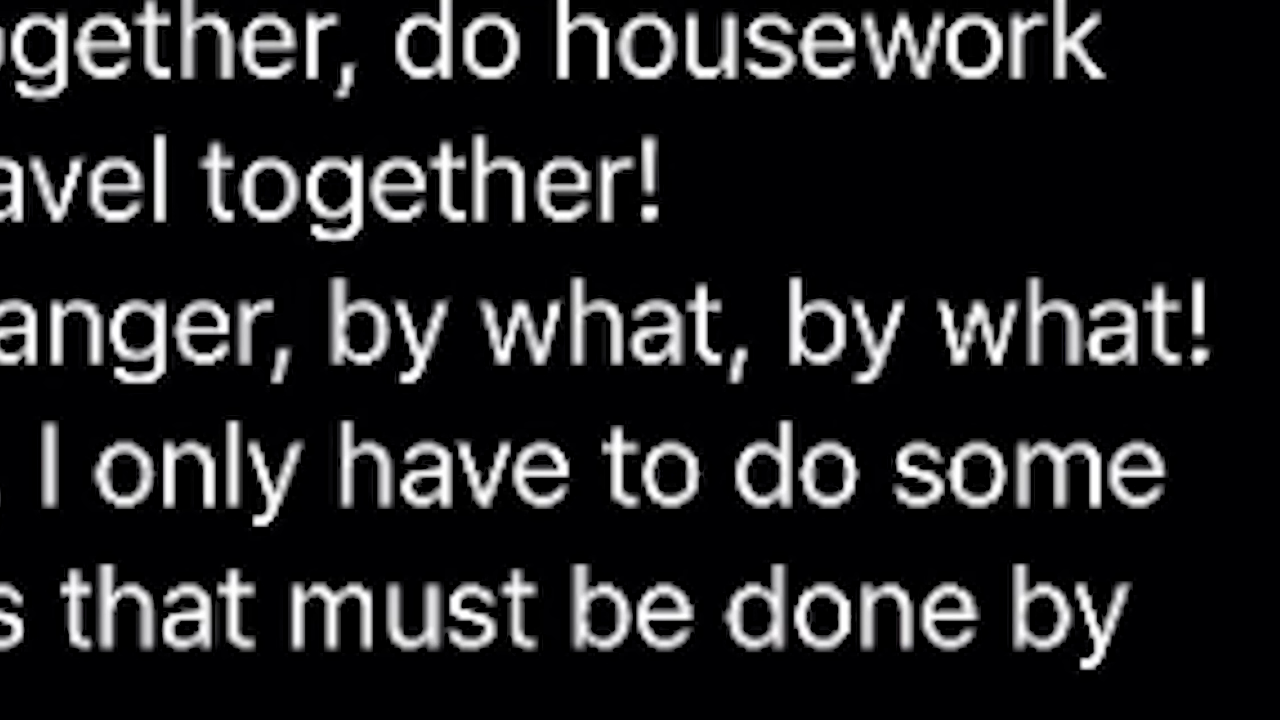 ogether, do housework
avel together!
anger, by what, by what!
I only have to do some
s that must be done by